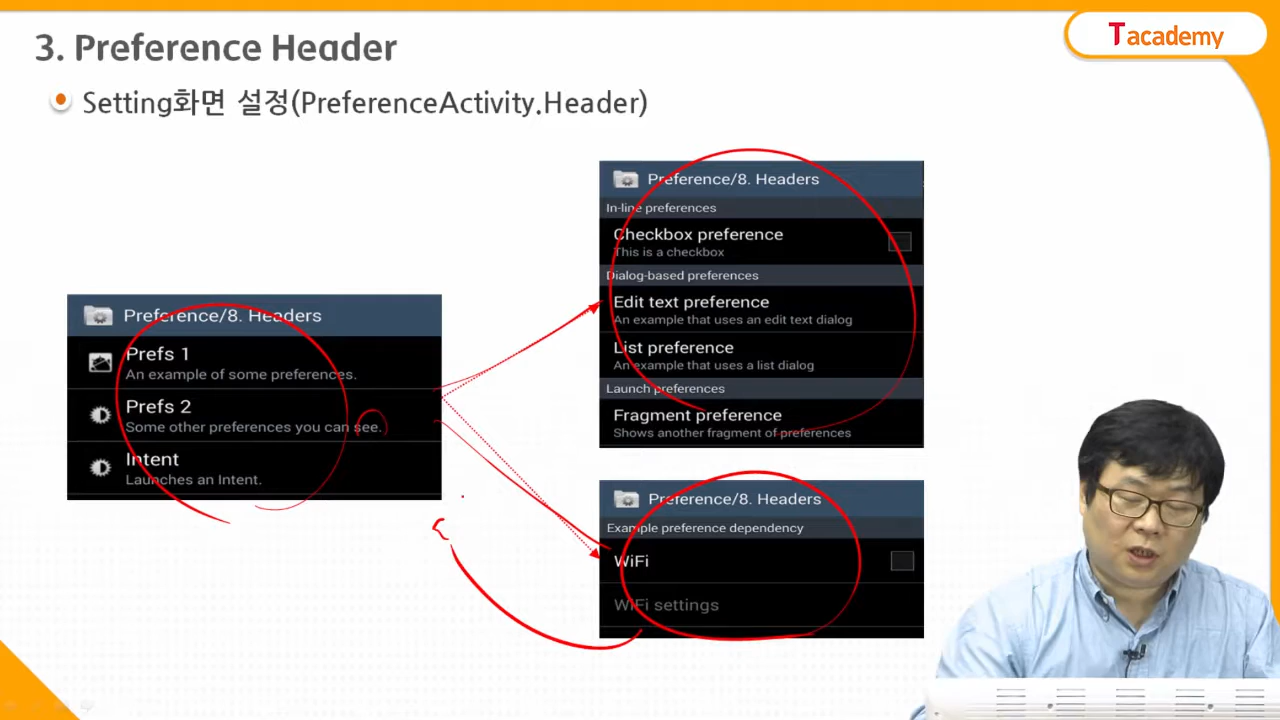 3. Preference Header
Tacademy
Setting화면 설정(PreferenceActivity.Header)
Preference/8. Headers
Prefs 1
An example of some preferences.
Prefs 2
Some other preferences you can see.
Intent
Launches an Intent.
Preference/8. Headers
In-line preferences
Checkbox preference
This is a checkbox
Dialog-based preferences
Edit text preference
An example that uses an edit text dialog
List preference
An example that uses a list dialog
Launch preferences
Fragment preference
Shows another fragment of preferences
Preference/8. Headers
Example preference dependency
WiFi
WiFi settings